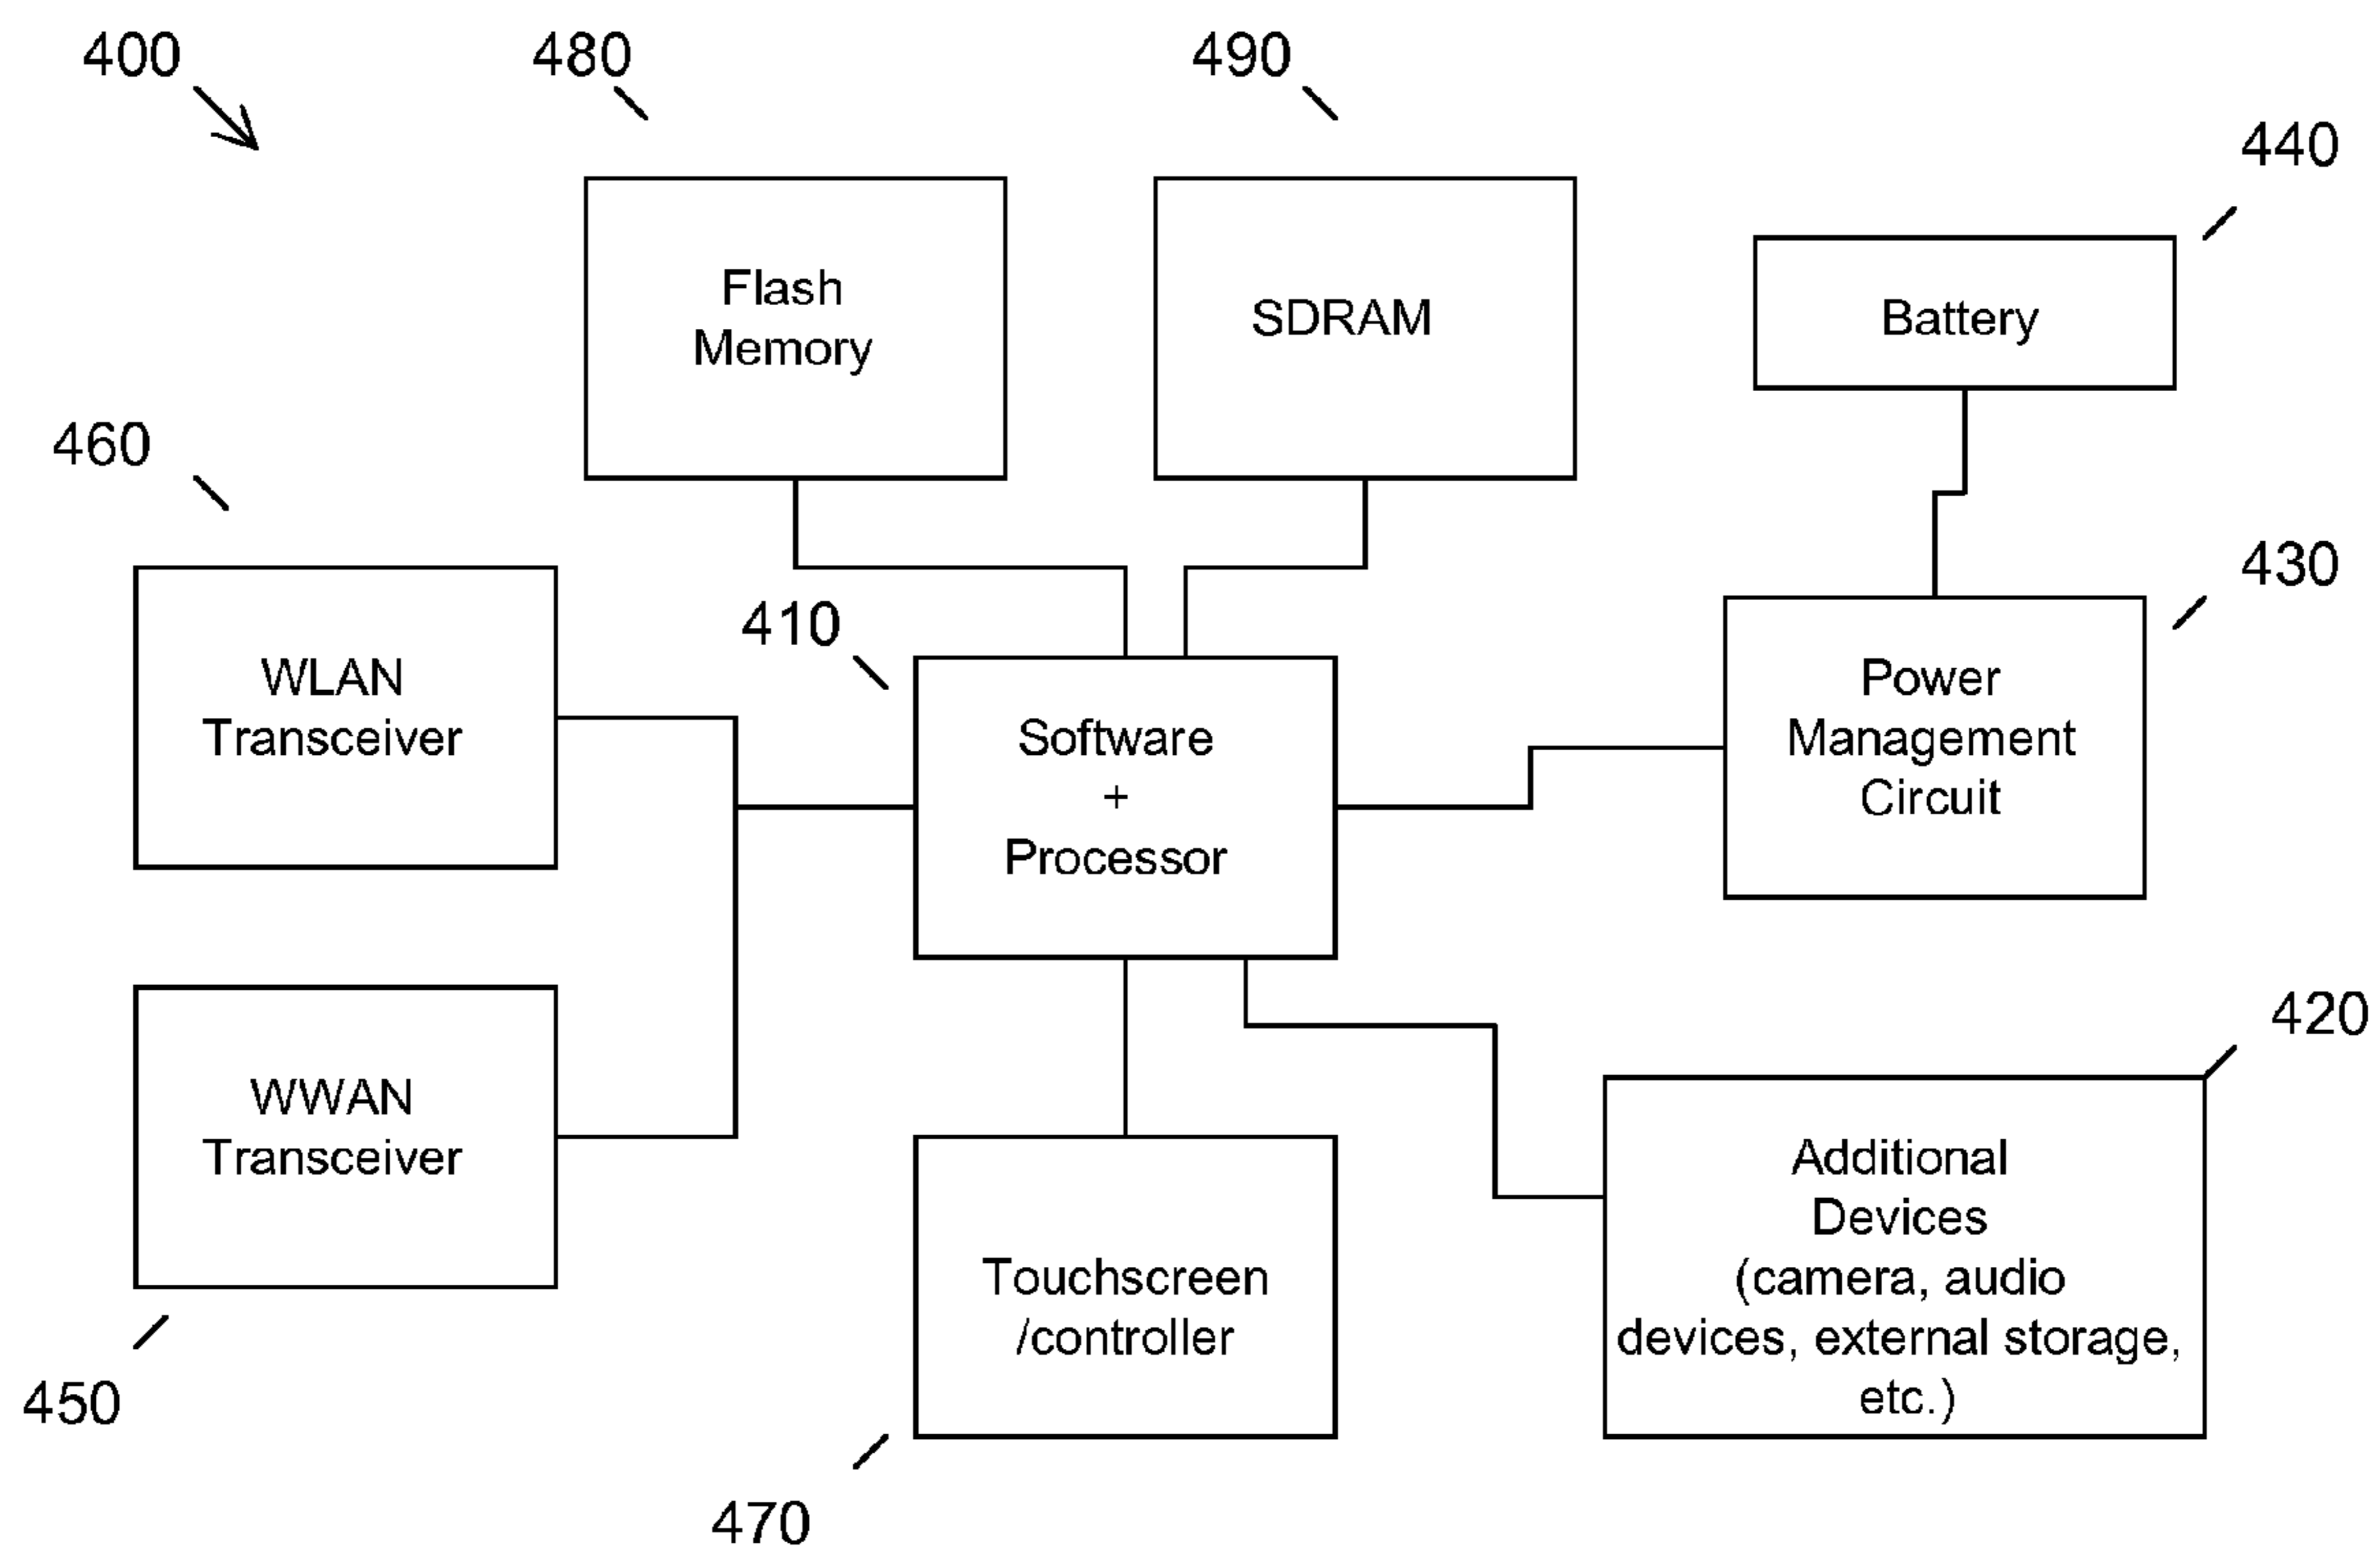 400
480
490
440
Flash
Memory
SDRAM
Battery
460
430
410
WLAN
Transceiver
Software
+
Processor
Power
Management
Circuit
420
WWAN
Transceiver
Touchscreen
/controller
Additional
Devices
(camera, audio
devices, external storage,
etc.)
450
470